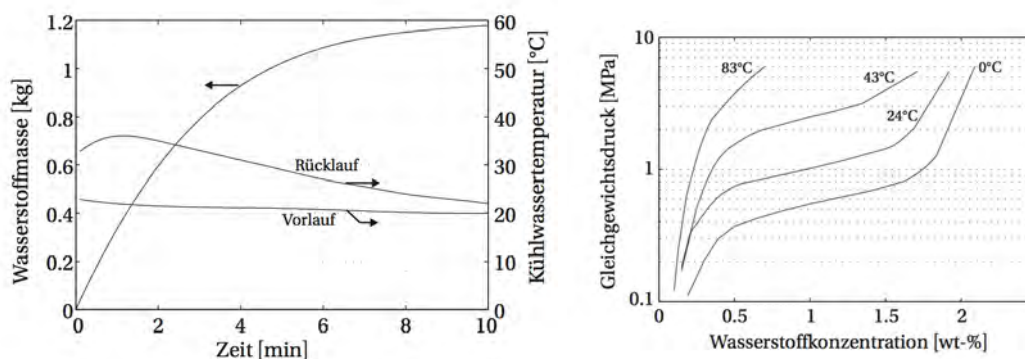 1.2
1
0.8
0.6
0.4
0.2
0
Wasserstoffmasse [kg]
60
50
40
30
20
10
0
Kühlwassertemperatur [°C]
Rücklauf
Vorlauf
0 2 4 6 8 10
Zeit [min]
10
1
0.1
Gleichgewichtsdruck [MPa]
83°C
43°C
24°C
0°C
0 0.5 1 1.5 2
Wasserstoffkonzentration [wt-%]